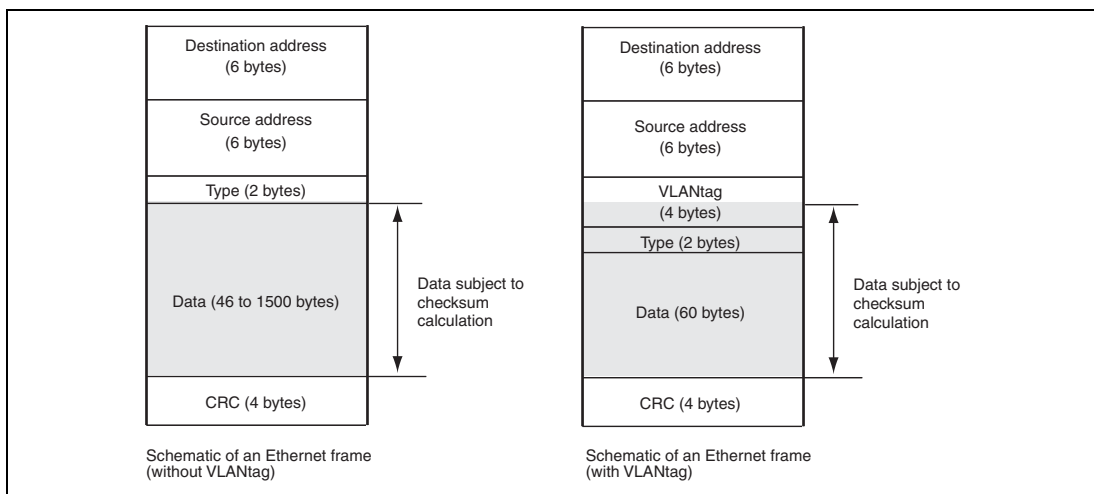 Destination address
(6 bytes)
Source address
(6 bytes)
Type (2 bytes)
Data (46 to 1500 bytes)
CRC (4 bytes)
Data subject to
checksum
calculation
Schematic of an Ethernet frame
(without VLANtag)
Destination address
(6 bytes)
Source address
(6 bytes)
VLANtag
(4 bytes)
Type (2 bytes)
Data (60 bytes)
CRC (4 bytes)
Data subject to
checksum
calculation
Schematic of an Ethernet frame
(with VLANtag)